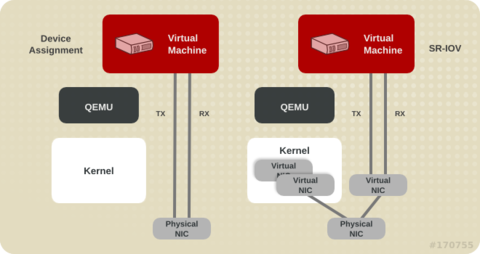 Device
Assignment
Virtual
Machine
QEMU
TX
RX
Kernel
Physical
NIC
Virtual
Machine
SR-IOV
QEMU
TX
RX
Kernel
Virtual
NIC
Virtual
NIC
Virtual
NIC
Physical
NIC
#170755